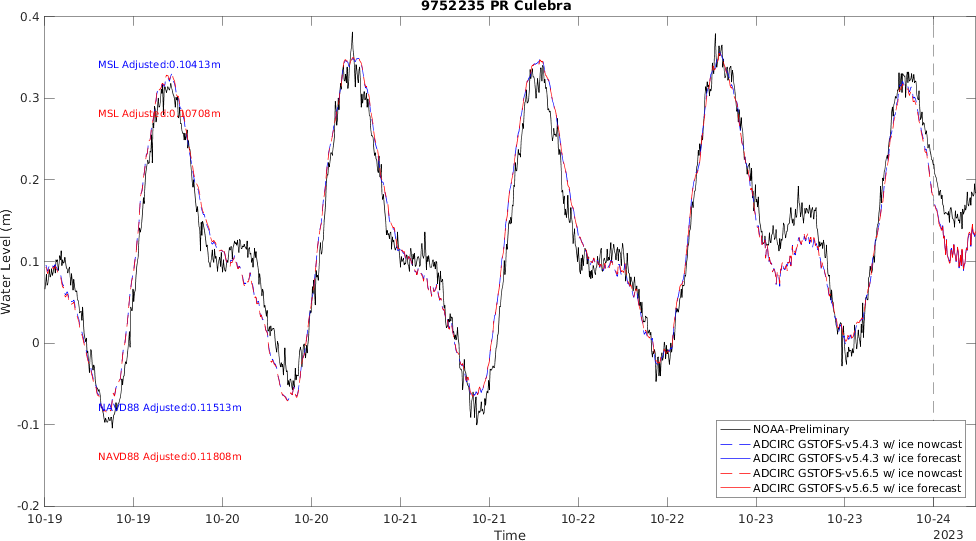 9752235 PR Culebra
0.4
0.3
0.2
0.1
0
-0.1
-0.2
Water Level (m)
MSL Adjusted:0.10413m
MSL Adjusted:0.10708m
NAVD88 Adjusted:0.11513m
NAVD88 Adjusted:0.11808m
NOAA-Preliminary
ADCIRC GSTOFS-v5.4.3 w/ ice nowcast
ADCIRC GSTOFS-v5.4.3 w/ ice forecast
ADCIRC GSTOFS-v5.6.5 w/ ice nowcast
ADCIRC GSTOFS-v5.6.5 w/ ice forecast
10-19 10-19 10-20 10-20 10-21 10-21 10-22 10-22 10-23 10-23 10-24
Time
2023